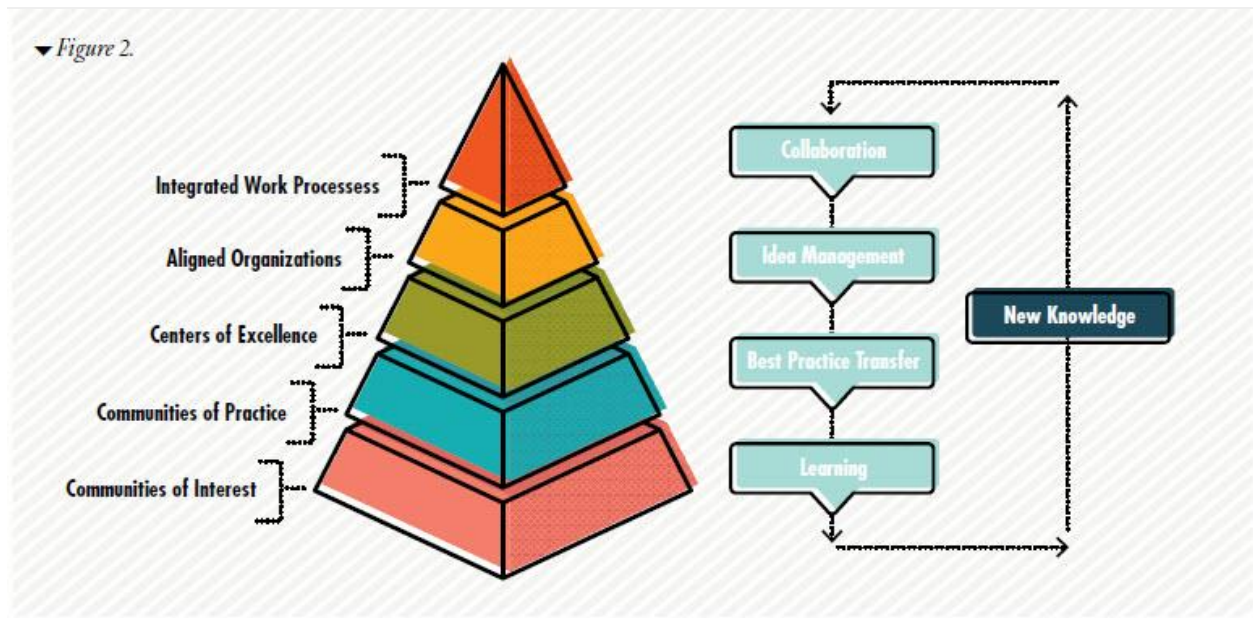 Figure 2.
Integrated Work Processess
Aligned Organizations
Centers of Excellence
Communities of Practice
Communities of Interest
Collaboration
Idea Management
Best Practice Transfer
Learning
New Knowledge